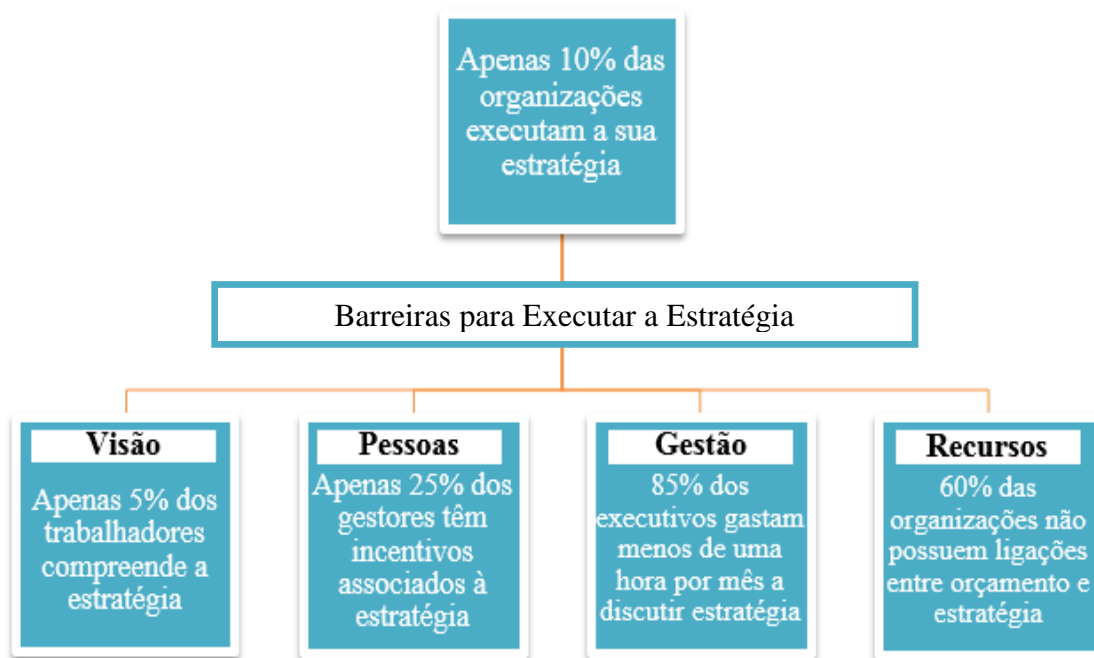 Apenas 10% das
organizações
executam a sua
estratégia
Barreiras para Executar a Estratégia
Visão
Apenas 5% dos
trabalhadores
compreende a
estratégia
Pessoas
Apenas 25% dos
gestores têm
incentivos
associados à
estratégia
Gestão
85% dos
executivos gastam
menos de uma
hora por mês a
discutir estratégia
Recursos
60% das
organizações não
possuem ligações
entre orçamento e
estratégia